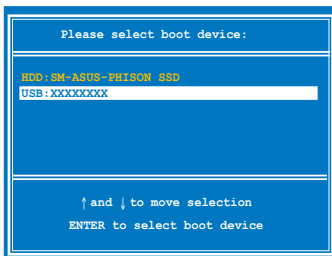 Please select boot device:
HDD:SM-ASUS-PHISON SSD
USB:XXXXXXXX
↑ and ↓ to move selection
ENTER to select boot device